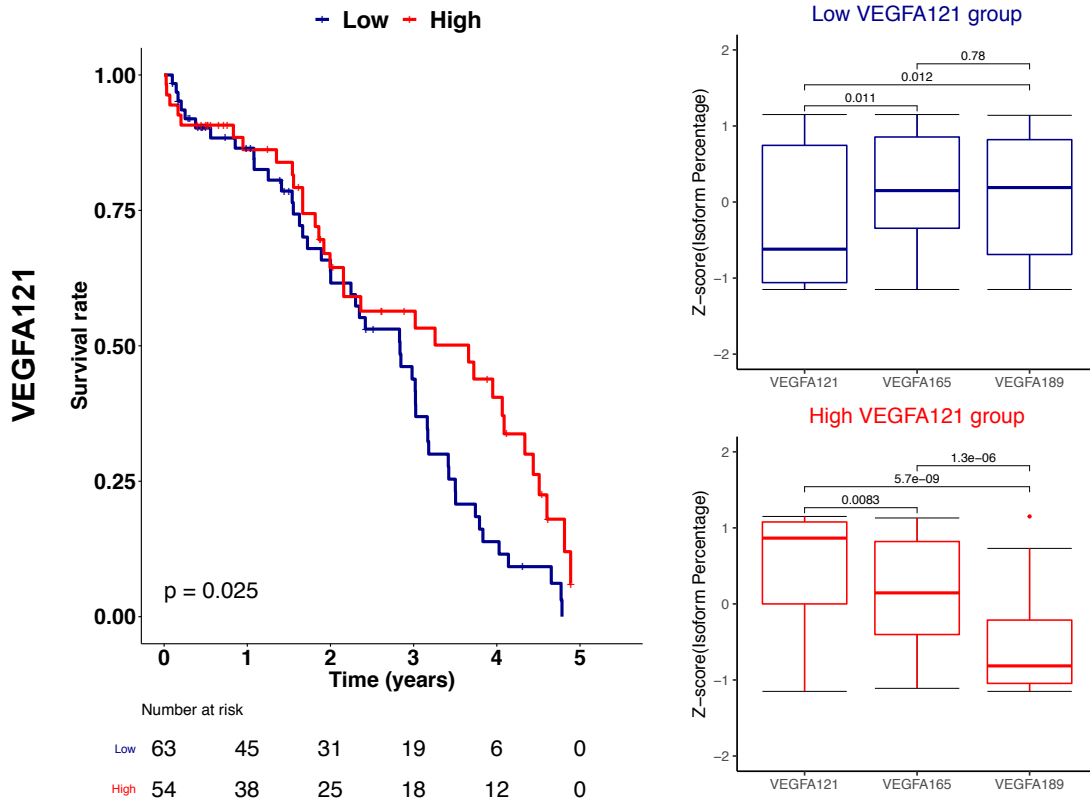 VEGFA121
Low High
Survival rate
1.00
0.75
0.50
0.25
0.00
p = 0.025
0 1 2 3 4 5
Time (years)
Number at risk
Low 63 45 31 19 6 0
High 54 38 25 18 12 0
Low VEGFA121 group
Z-score(Isoform Percentage)
2
1
0
-1
-2
0.78
0.012
0.011
VEGFA121 VEGFA165 VEGFA189
High VEGFA121 group
Z-score(Isoform Percentage)
2
1
0
-1
-2
1.3e-06
5.7e-09
0.0083
VEGFA121 VEGFA165 VEGFA189